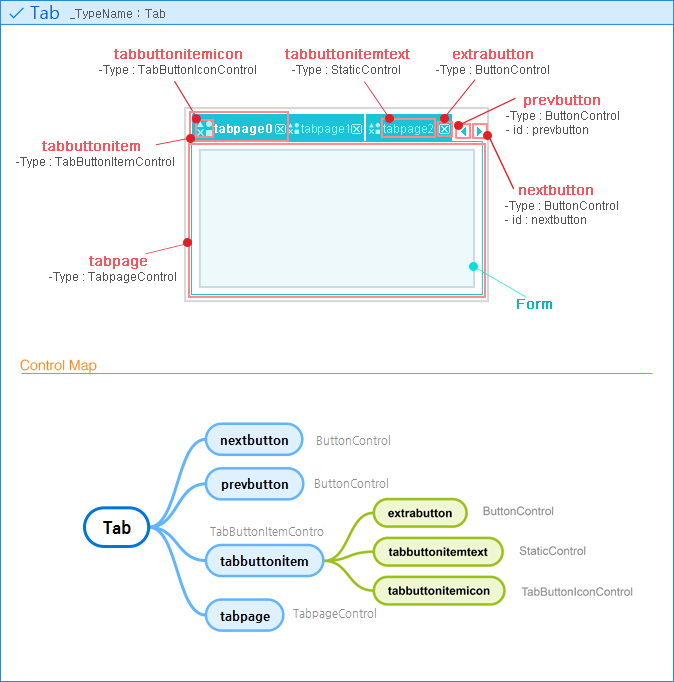 Tab _TypeName : Tab
tabbuttonitemicon
-Type : TabButtonIconControl
tabbuttonitemtext
-Type : StaticControl
extrabutton
-Type : ButtonControl
prevbutton
-Type : ButtonControl
- id : prevbutton
tabbuttonitem
-Type : TabButtonItemControl
tabpage0
tabpage1
tabpage2
nextbutton
-Type : ButtonControl
- id : nextbutton
tabpage
-Type : TabpageControl
Form
Control Map
Tab
nextbutton
ButtonControl
prevbutton
ButtonControl
TabButtonItemContro
tabbuttonitem
extrabutton
ButtonControl
tabbuttonitemtext
StaticControl
tabbuttonitemicon
TabButtonIconControl
tabpage
TabpageControl